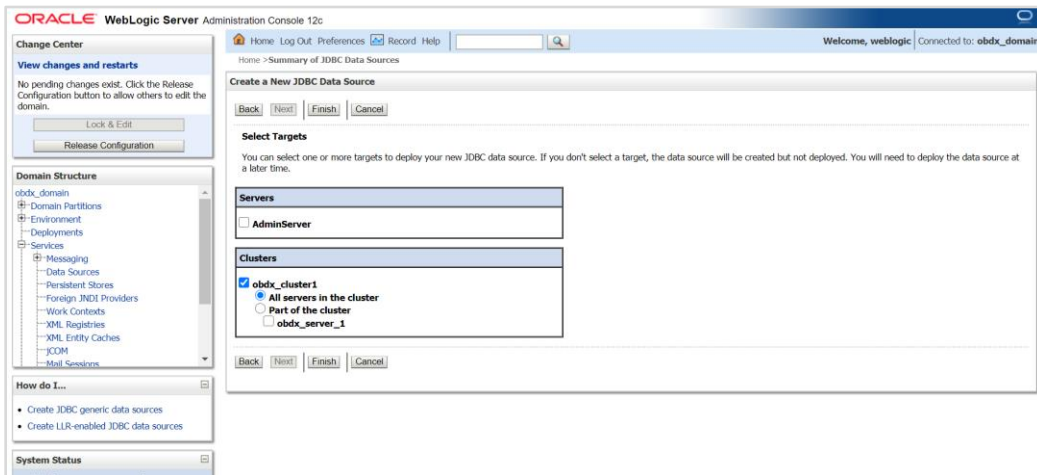 ORACLE WebLogic Server Administration Console 12c
Change Center
View changes and restarts
No pending changes exist. Click the Release
Configuration button to allow others to edit the
domain.
Lock & Edit
Release Configuration
Domain Structure
obdx_domain
Domain Partitions
Environment
Deployments
Services
Messaging
Data Sources
Persistent Stores
Foreign JNDI Providers
Work Contexts
XML Registries
XML Entity Caches
jCOM
Mail Sessions
How do I...
Create JDBC generic data sources
Create LLR-enabled JDBC data sources
System Status
Home Log Out Preferences Record Help
Welcome, weblogic Connected to: obdx_domain
Home >Summary of JDBC Data Sources
Create a New JDBC Data Source
Back Next Finish Cancel
Select Targets
You can select one or more targets to deploy your new JDBC data source. If you don't select a target, the data source will be created but not deployed. You will need to deploy the data source at
a later time.
Servers
AdminServer
Clusters
obdx_cluster1
All servers in the cluster
Part of the cluster
obdx_server_1
Back Next Finish Cancel